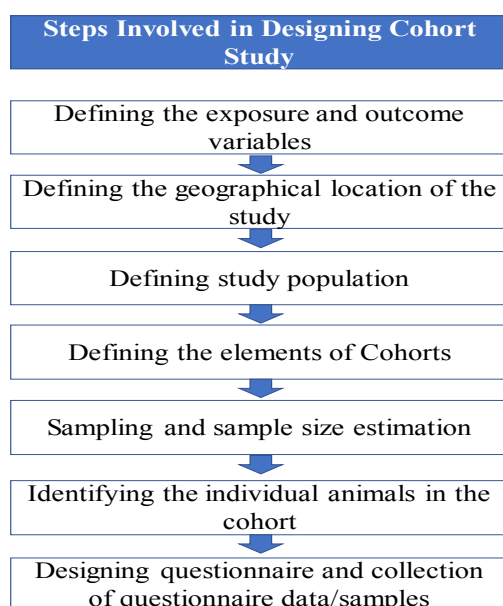 Steps Involved in Designing Cohort
Study
Defining the exposure and outcome
variables
Defining the geographical location of the
study
Defining study population
Defining the elements of Cohorts
Sampling and sample size estimation
Identifying the individual animals in the
cohort
Designing questionnaire and collection
of questionnaire data/samples